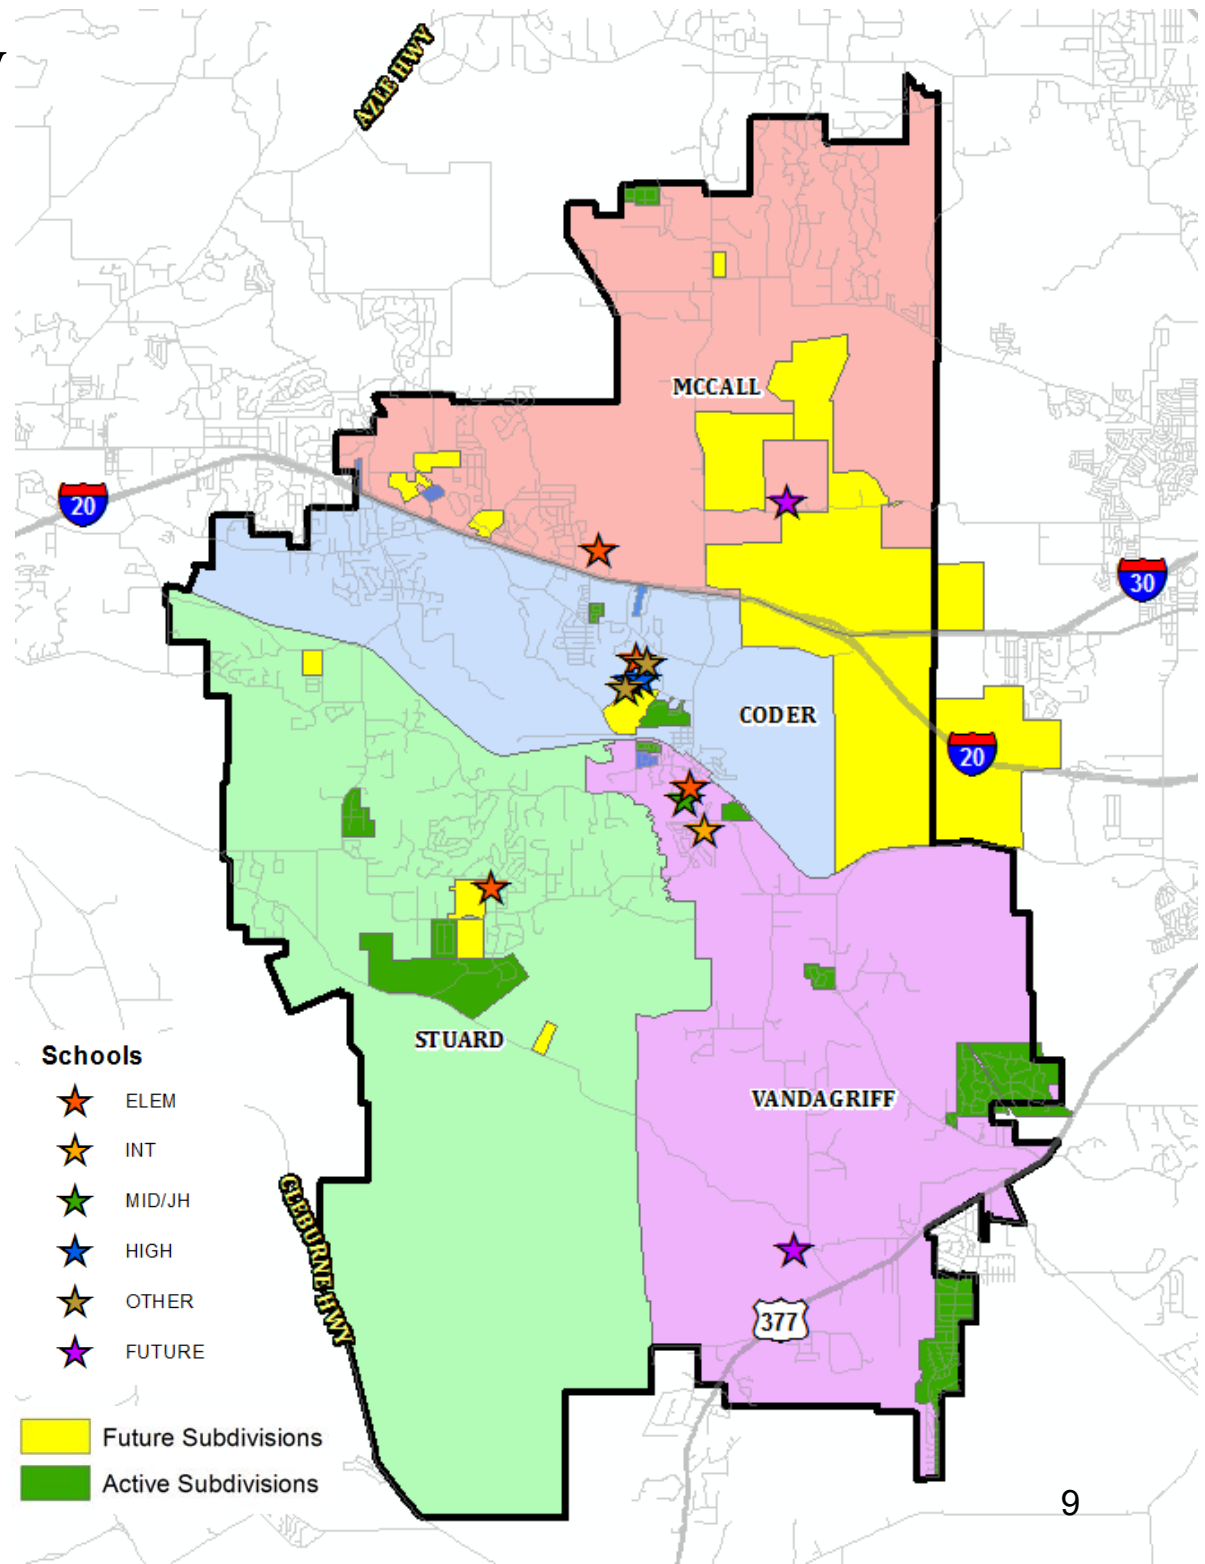 AZLE HWY
MCCALL
20
30
CODER
20
STUARD
VANDAGRIFF
Schools
ELEM
INT
MID/JH
HIGH
OTHER
FUTURE
CLEBURNE HWY
377
Future Subdivisions
Active Subdivisions
9